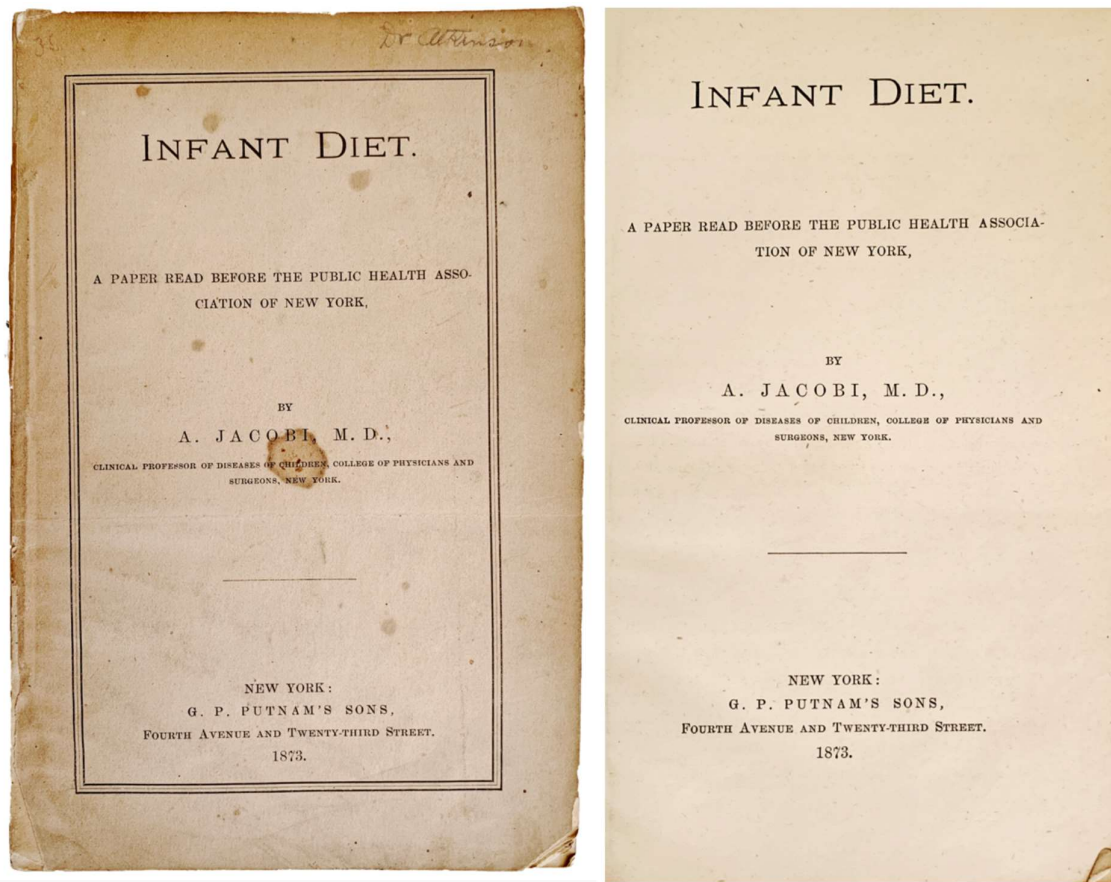 35
Dr Atkinson.
INFANT DIET.
A PAPER READ BEFORE THE PUBLIC HEALTH ASSO-
CIATION OF NEW YORK,
BY
A. JACOBI, M. D.,
CLINICAL PROFESSOR OF DISEASES OF CHILDREN, COLLEGE OF PHYSICIANS AND
SURGEONS, NEW YORK.
NEW YORK:
G. P. PUTNAM'S SONS,
FOURTH AVENUE AND TWENTY-THIRD STREET.
1873.
INFANT DIET.
A PAPER READ BEFORE THE PUBLIC HEALTH ASSOCIA-
TION OF NEW YORK,
BY
A. JACOBI, M. D.,
CLINICAL PROFESSOR OF DISEASES OF CHILDREN, COLLEGE OF PHYSICIANS AND
SURGEONS, NEW YORK.
NEW YORK:
G. P. PUTNAM'S SONS,
FOURTH AVENUE AND TWENTY-THIRD STREET.
1873.